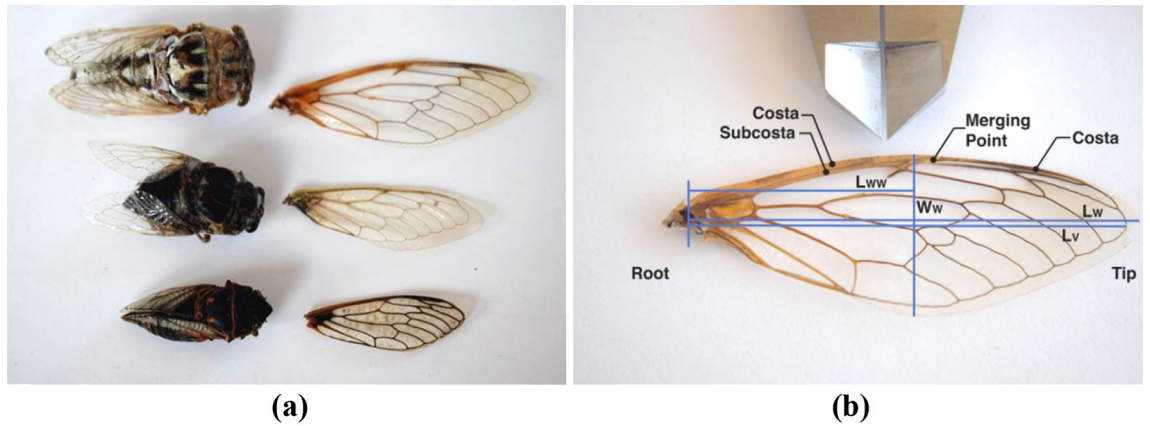 Costa
Subcosta
Merging
Point
Costa
Lww
Ww
Lw
Lv
Root
Tip
(a)
(b)